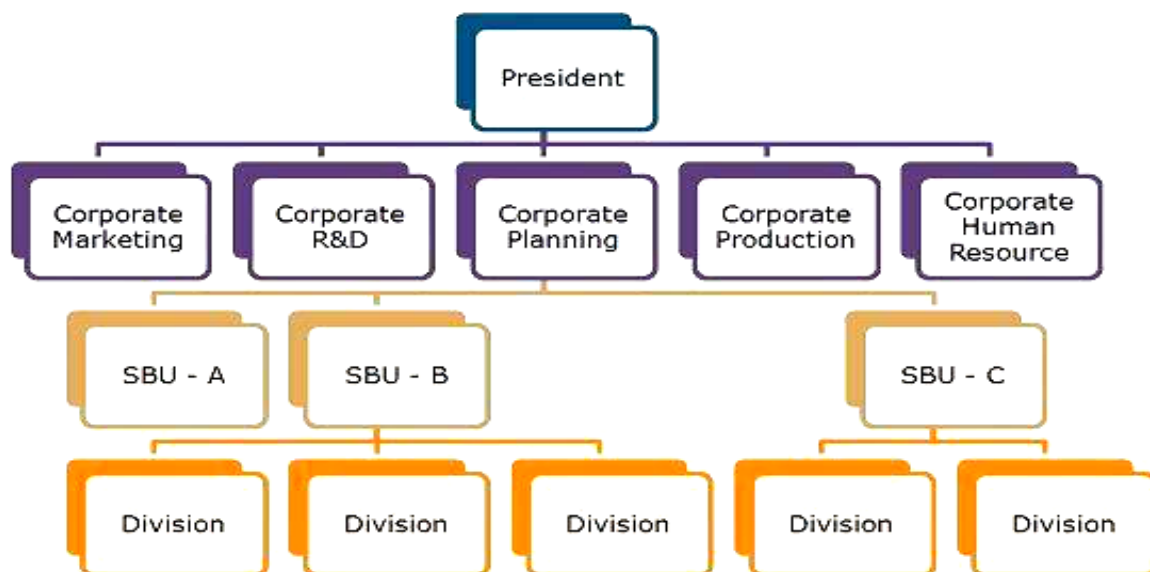 President
Corporate
Marketing
Corporate
R&D
Corporate
Planning
Corporate
Production
Corporate
Human
Resource
SBU - A
SBU - B
SBU - C
Division
Division
Division
Division
Division